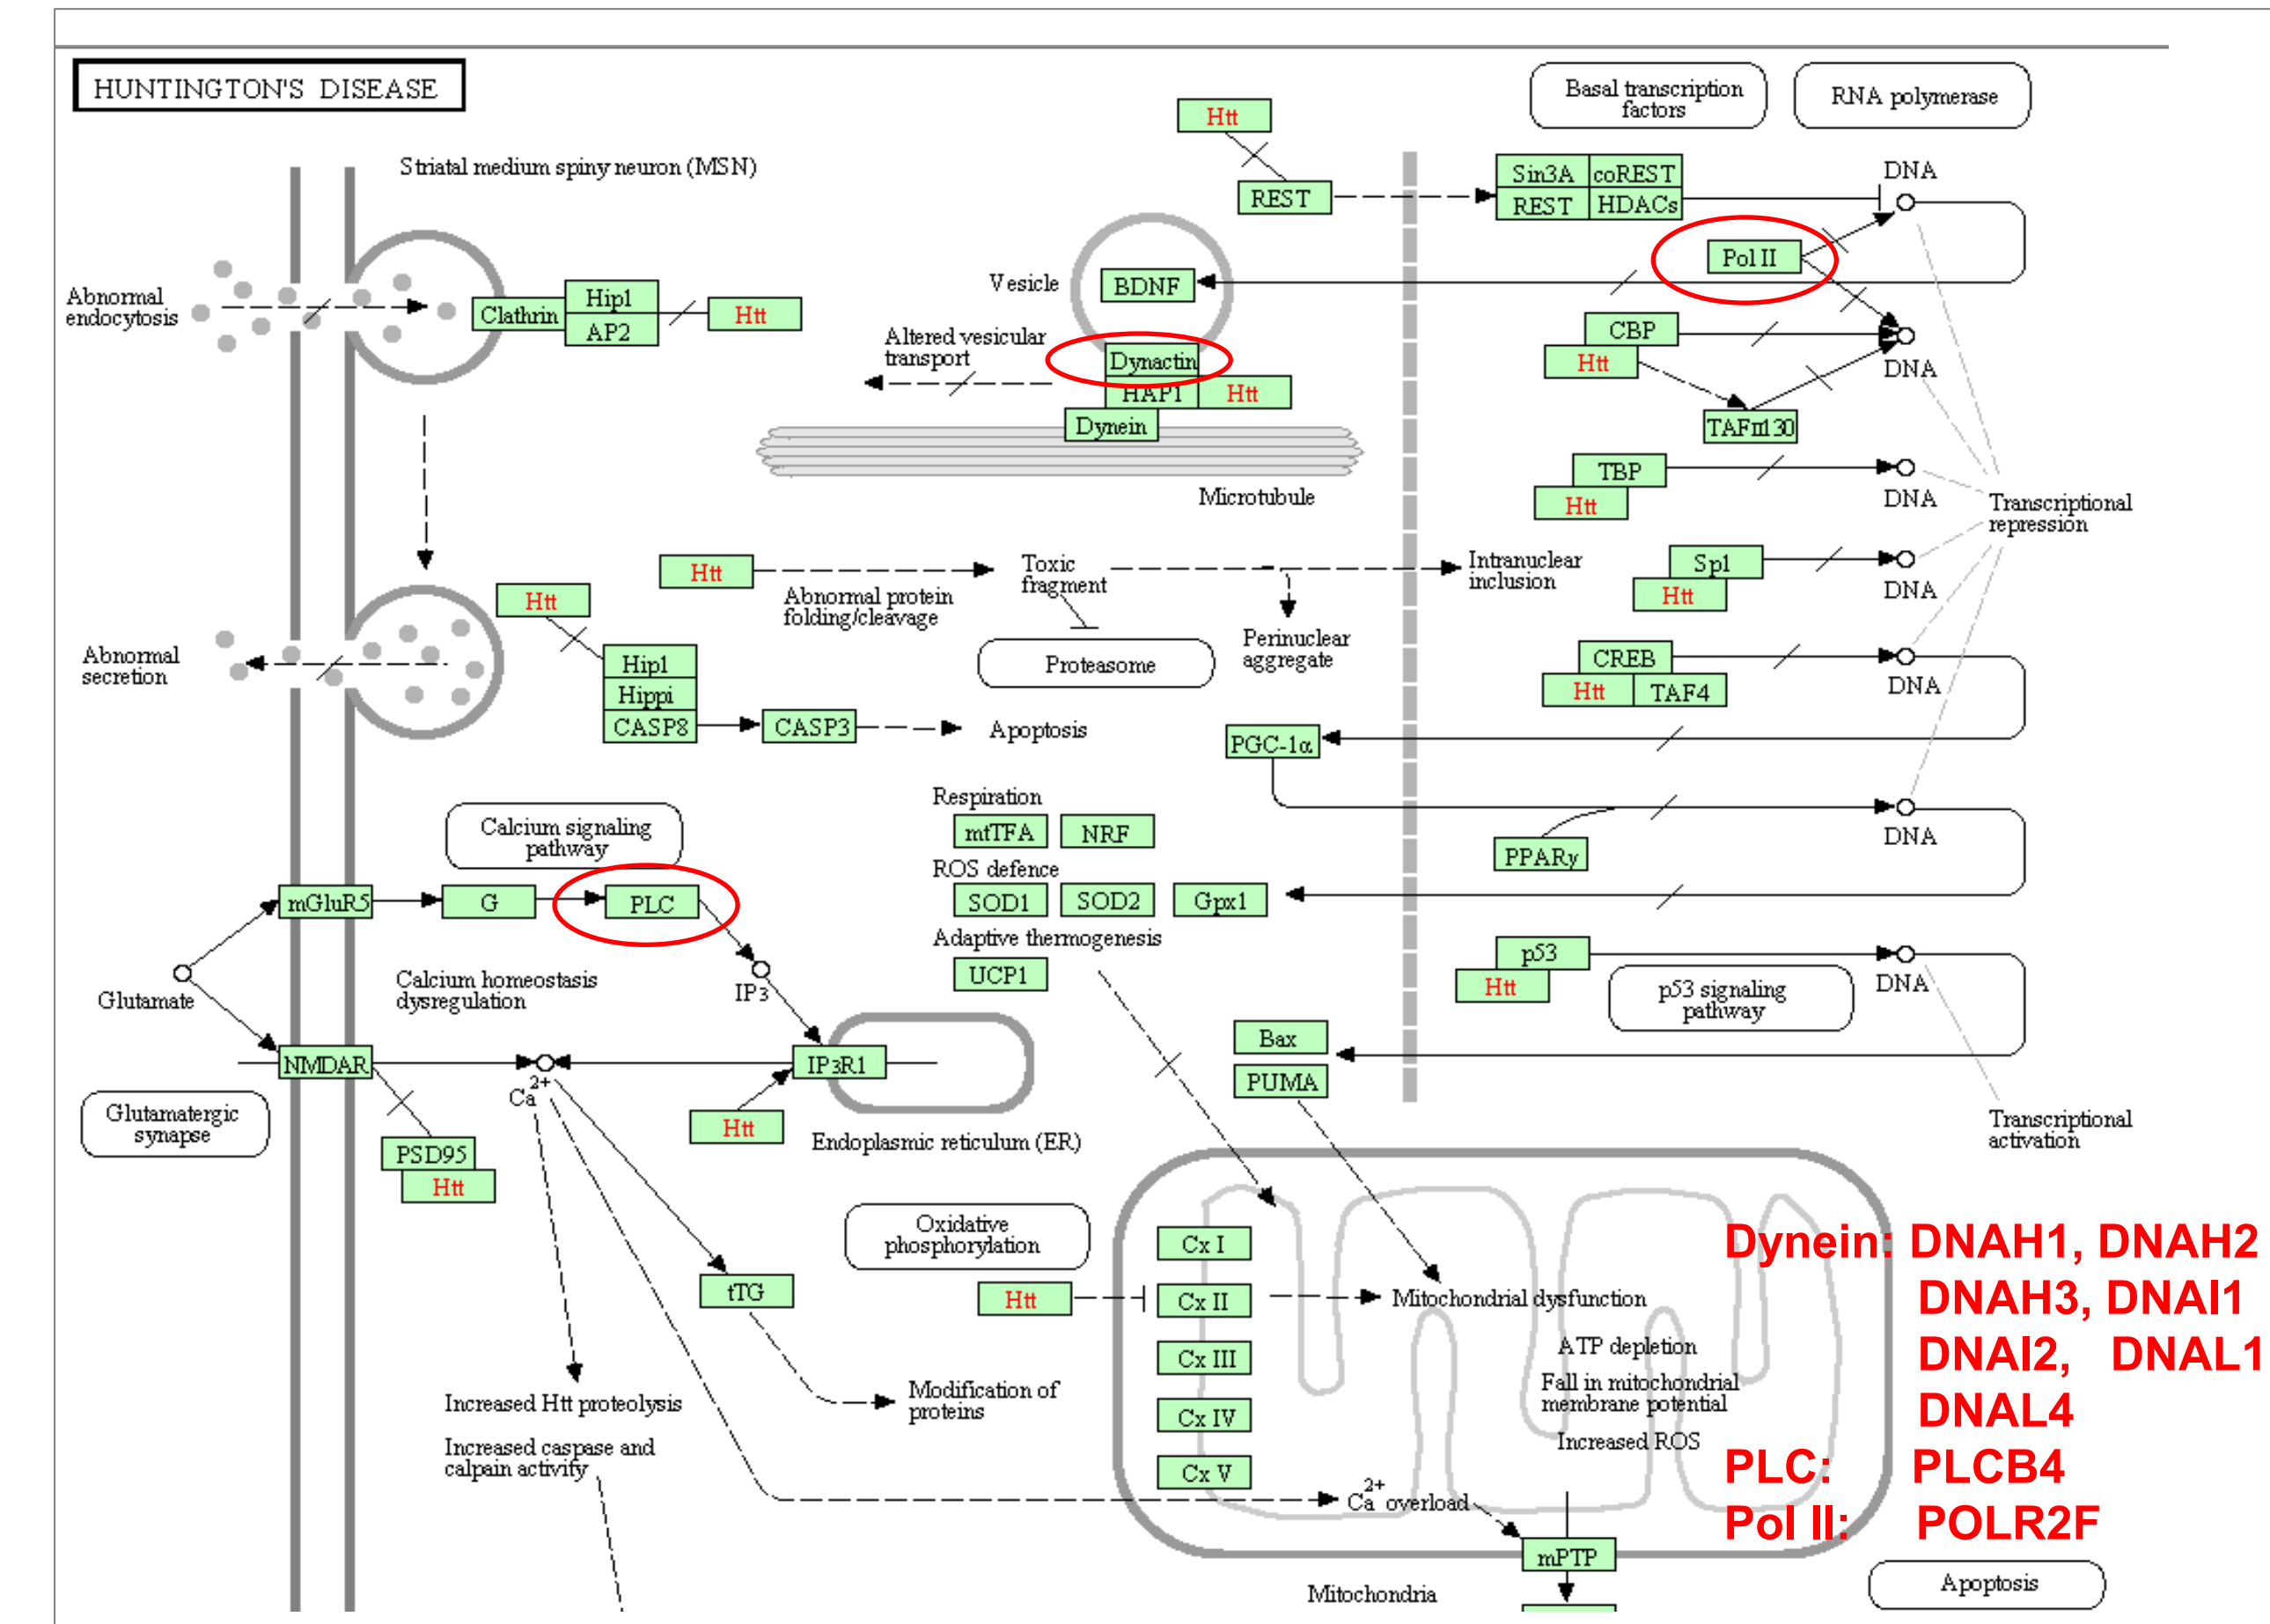 HUNTINGTON'S DISEASE
Basal transcription
factors
RNA polymerase
Striatal medium spiny neuron (MSN)
Htt
REST
Sin3A
coREST
REST
HDACs
DNA
Pol II
Vesicle
BDNF
Abnormal
endocytosis
Clathrin
Hip1
AP2
Htt
Altered vesicular
transport
Dynactin
HAP1
Htt
Dynein
Microtubule
CBP
Htt
DNA
TAFII130
TBP
Htt
DNA
Transcriptional
repression
Htt
Abnormal protein
folding/cleavage
Toxic
fragment
Intranuclear
inclusion
Sp1
Htt
DNA
Perinuclear
aggregate
Proteasome
Abnormal
secretion
Htt
Hip1
Hippi
CASP8
CASP3
Apoptosis
CREB
Htt
TAF4
DNA
PGC-1α
Respiration
mtTFA
NRF
ROS defence
SOD1
SOD2
Gpx1
Adaptive thermogenesis
UCP1
PPARγ
DNA
Calcium signaling
pathway
mGluR5
G
PLC
Glutamate
Calcium homeostasis
dysregulation
IP3
p53
Htt
DNA
p53 signaling
pathway
NMDAR
Ca2+
IP3R1
Htt
Endoplasmic reticulum (ER)
Bax
PUMA
Glutamatergic
synapse
PSD95
Htt
Transcriptional
activation
Oxidative
phosphorylation
tTG
Htt
Cx I
Cx II
Cx III
Cx IV
Cx V
Mitochondrial dysfunction
ATP depletion
Fall in mitochondrial
membrane potential
Increased ROS
Modification of
proteins
Increased Htt proteolysis
Increased caspase and
calpain activity
Ca2+ overload
mPTP
Mitochondria
Apoptosis
Dynein: DNAH1, DNAH2
DNAH3, DNAI1
DNAI2, DNAL1
DNAL4
PLC: PLCB4
Pol II: POLR2F